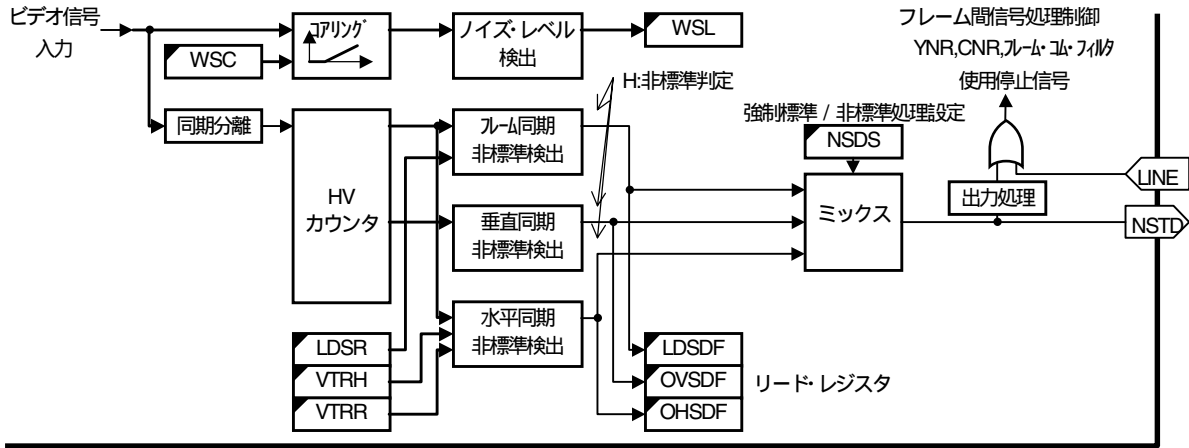 ビデオ信号
入力
WSC
コアリング
ノイズ・レベル
検出
WSL
フレーム間信号処理制御
YNR,CNR,フレーム・コム・フィルタ
使用停止信号
H:非標準判定
同期分離
HV
カウンタ
フレーム同期
非標準検出
強制標準 / 非標準処理設定
NSDS
ミックス
出力処理
LINE
NSTD
垂直同期
非標準検出
水平同期
非標準検出
LDSR
VTRH
VTRR
LDSDF
OVSDF
OHSDF
リード・レジスタ